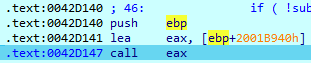 .text:0042D140 ; 46:         if ( !sub
.text:0042D140 push    ebp
.text:0042D141 lea     eax, [ebp+2001B940h]
.text:0042D147 call    eax